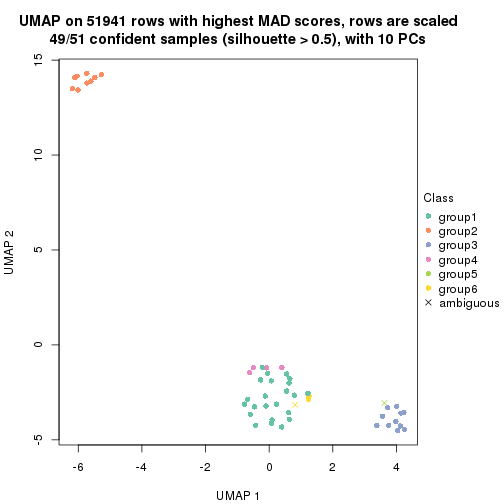 UMAP on 51941 rows with highest MAD scores, rows are scaled
49/51 confident samples (silhouette > 0.5), with 10 PCs
15
10
5
0
-5
UMAP 2
-6
-4
-2
0
2
4
UMAP 1
Class
group1
group2
group3
group4
group5
group6
ambiguous